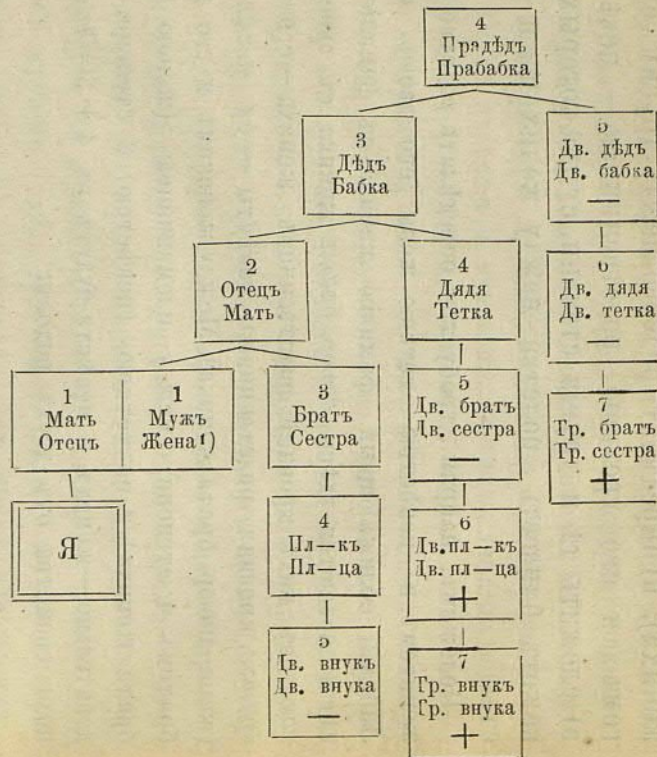 4
Прадѣдъ
Прабабка
3
Дѣдъ
Бабка
5
Дв. дѣдъ
Дв. бабка
—
2
Отецъ
Мать
4
Дядя
Тетка
6
Дв. дядя
Дв. тетка
—
1
Мать
Отецъ
1
Мужъ
Жена¹)
3
Братъ
Сестра
5
Дв. братъ
Дв. сестра
—
7
Тр. братъ
Тр. сестра
+
Я
4
Пл—къ
Пл—ца
6
Дв. пл—къ
Дв. пл—ца
+
5
Дв. внукъ
Дв. внука
—
7
Тр. внукъ
Тр. внука
+